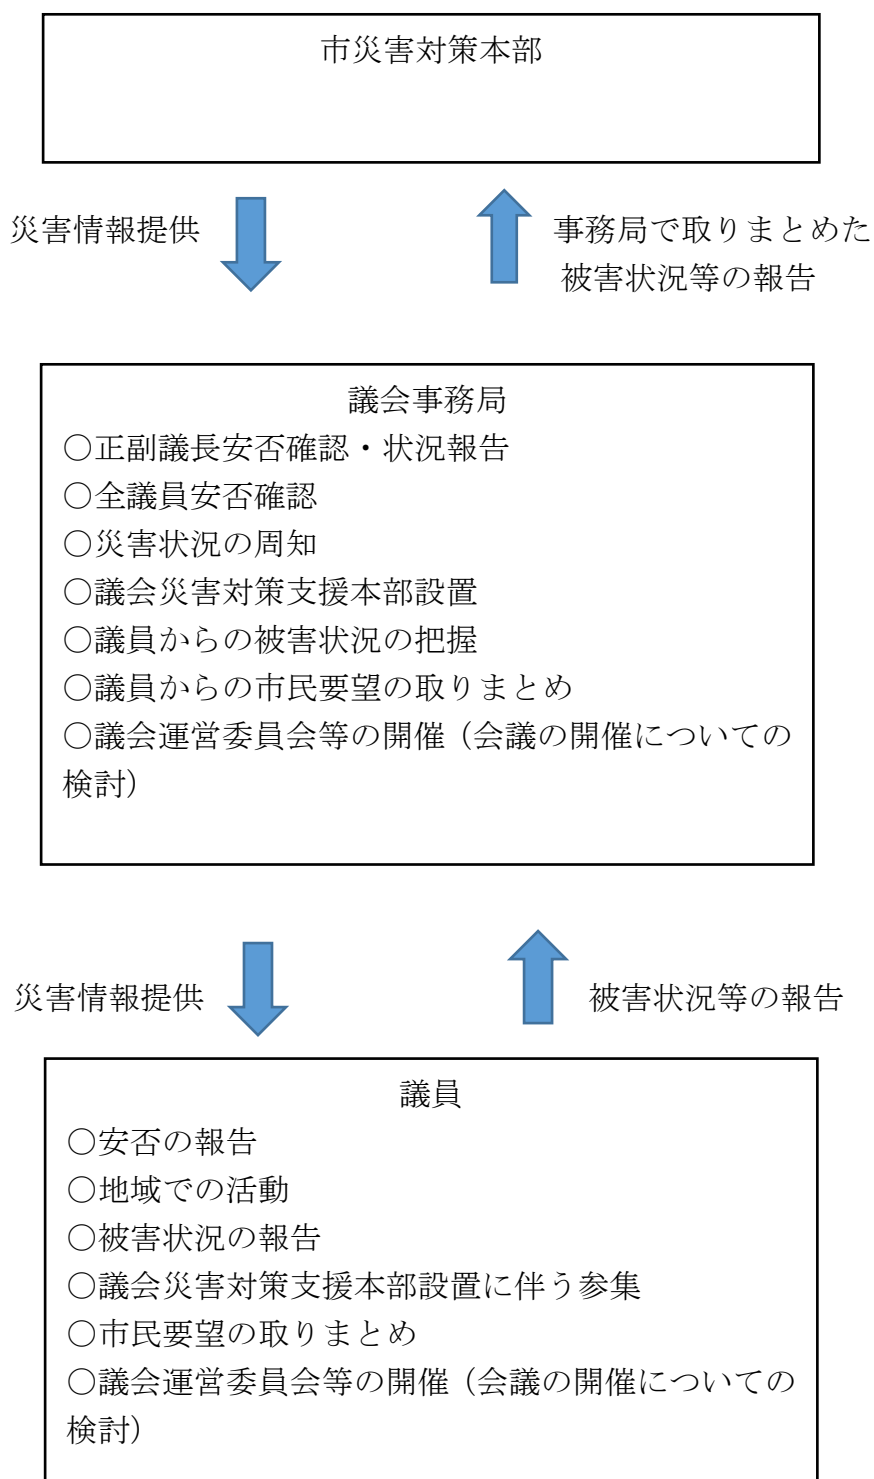 市災害対策本部
災害情報提供
事務局で取りまとめた
被害状況等の報告
議会事務局
○正副議長安否確認・状況報告
○全議員安否確認
○災害状況の周知
○議会災害対策支援本部設置
○議員からの被害状況の把握
○議員からの市民要望の取りまとめ
○議会運営委員会等の開催（会議の開催についての
検討）
災害情報提供
被害状況等の報告
議員
○安否の報告
○地域での活動
○被害状況の報告
○議会災害対策支援本部設置に伴う参集
○市民要望の取りまとめ
○議会運営委員会等の開催（会議の開催についての
検討）